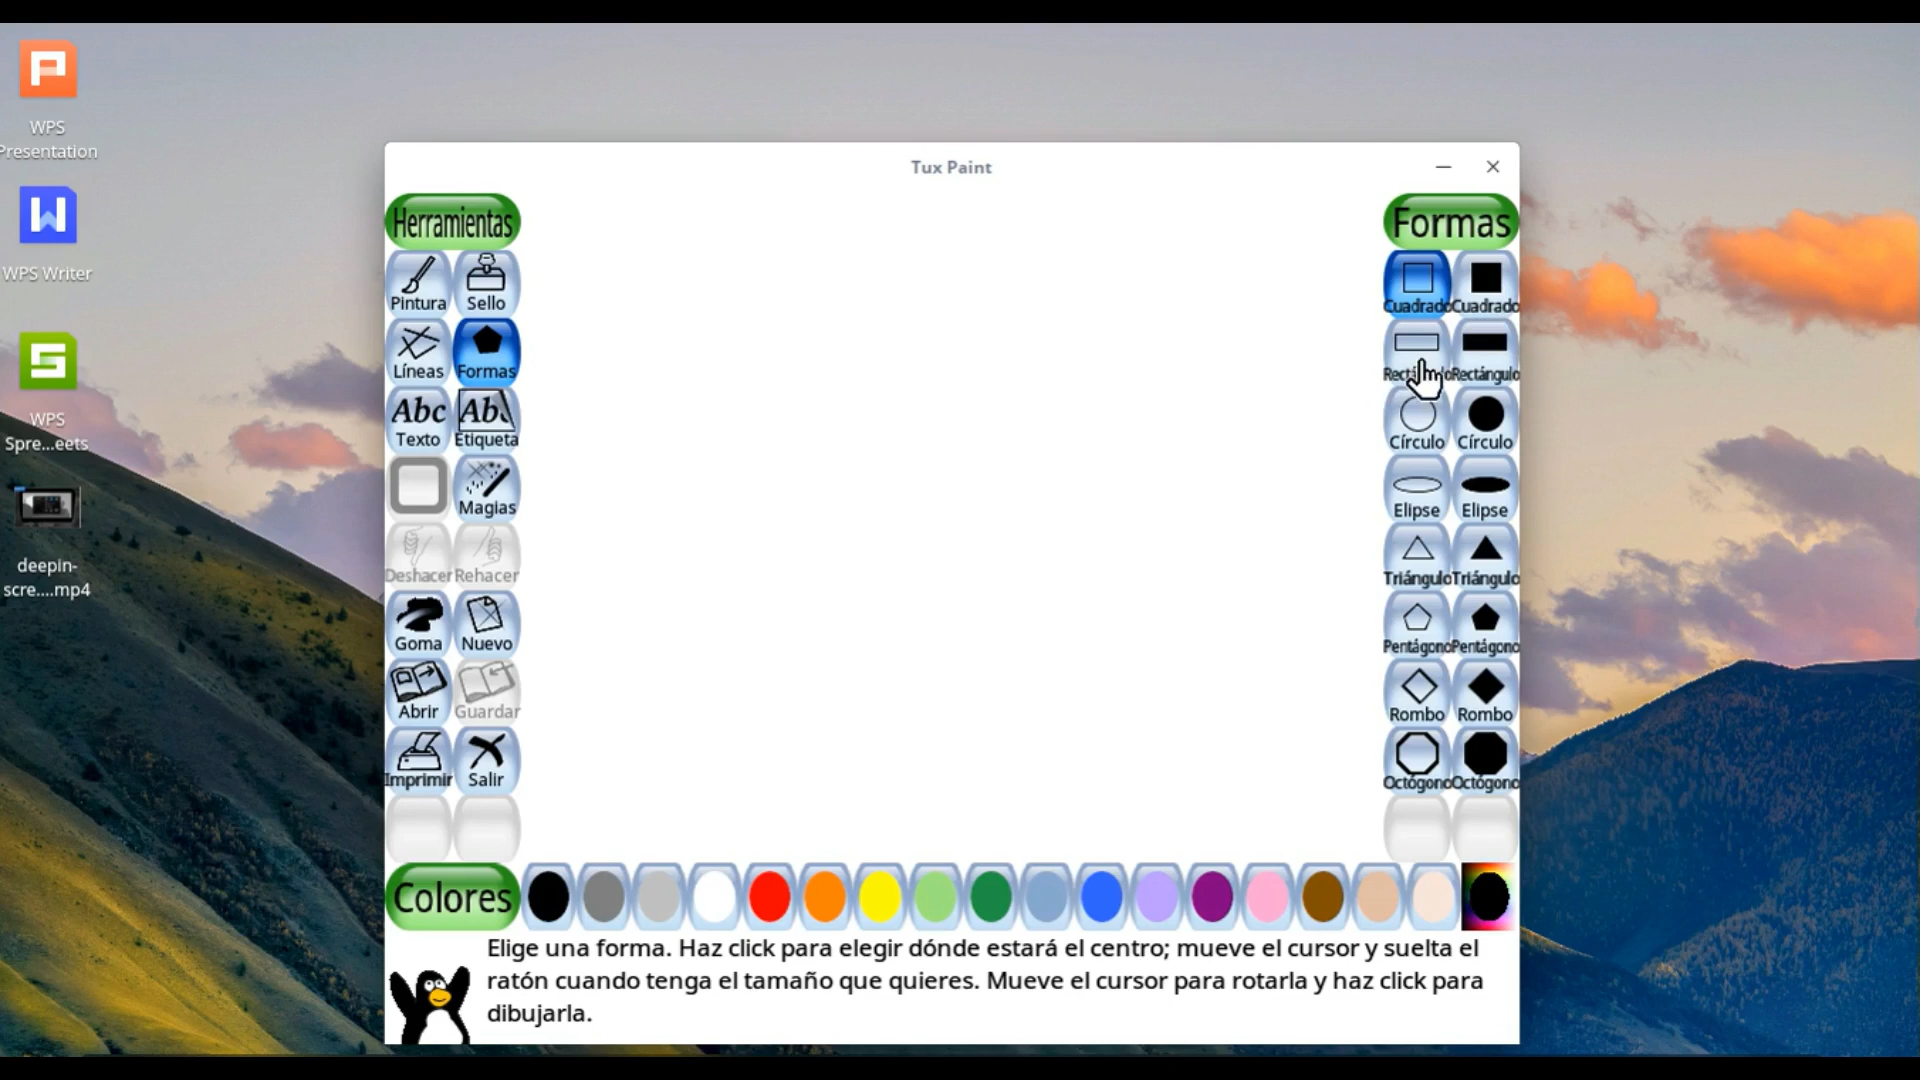 WPS
Presentation
WPS Writer
WPS
Spre...eets
deepin-
scre....mp4
Tux Paint
Herramientas
Pintura Sello
Líneas Formas
Abc Abc
Texto Etiqueta
Magias
Deshacer Rehacer
Goma Nuevo
Abrir Guardar
Imprimir Salir
Formas
Cuadrado Cuadrado
Rectángulo
Círculo Círculo
Elipse Elipse
Triángulo Triángulo
Pentágono Pentágono
Rombo Rombo
Octógono Octógono
Colores
Elige una forma. Haz click para elegir dónde estará el centro; mueve el cursor y suelta el
ratón cuando tenga el tamaño que quieres. Mueve el cursor para rotarla y haz click para
dibujarla.